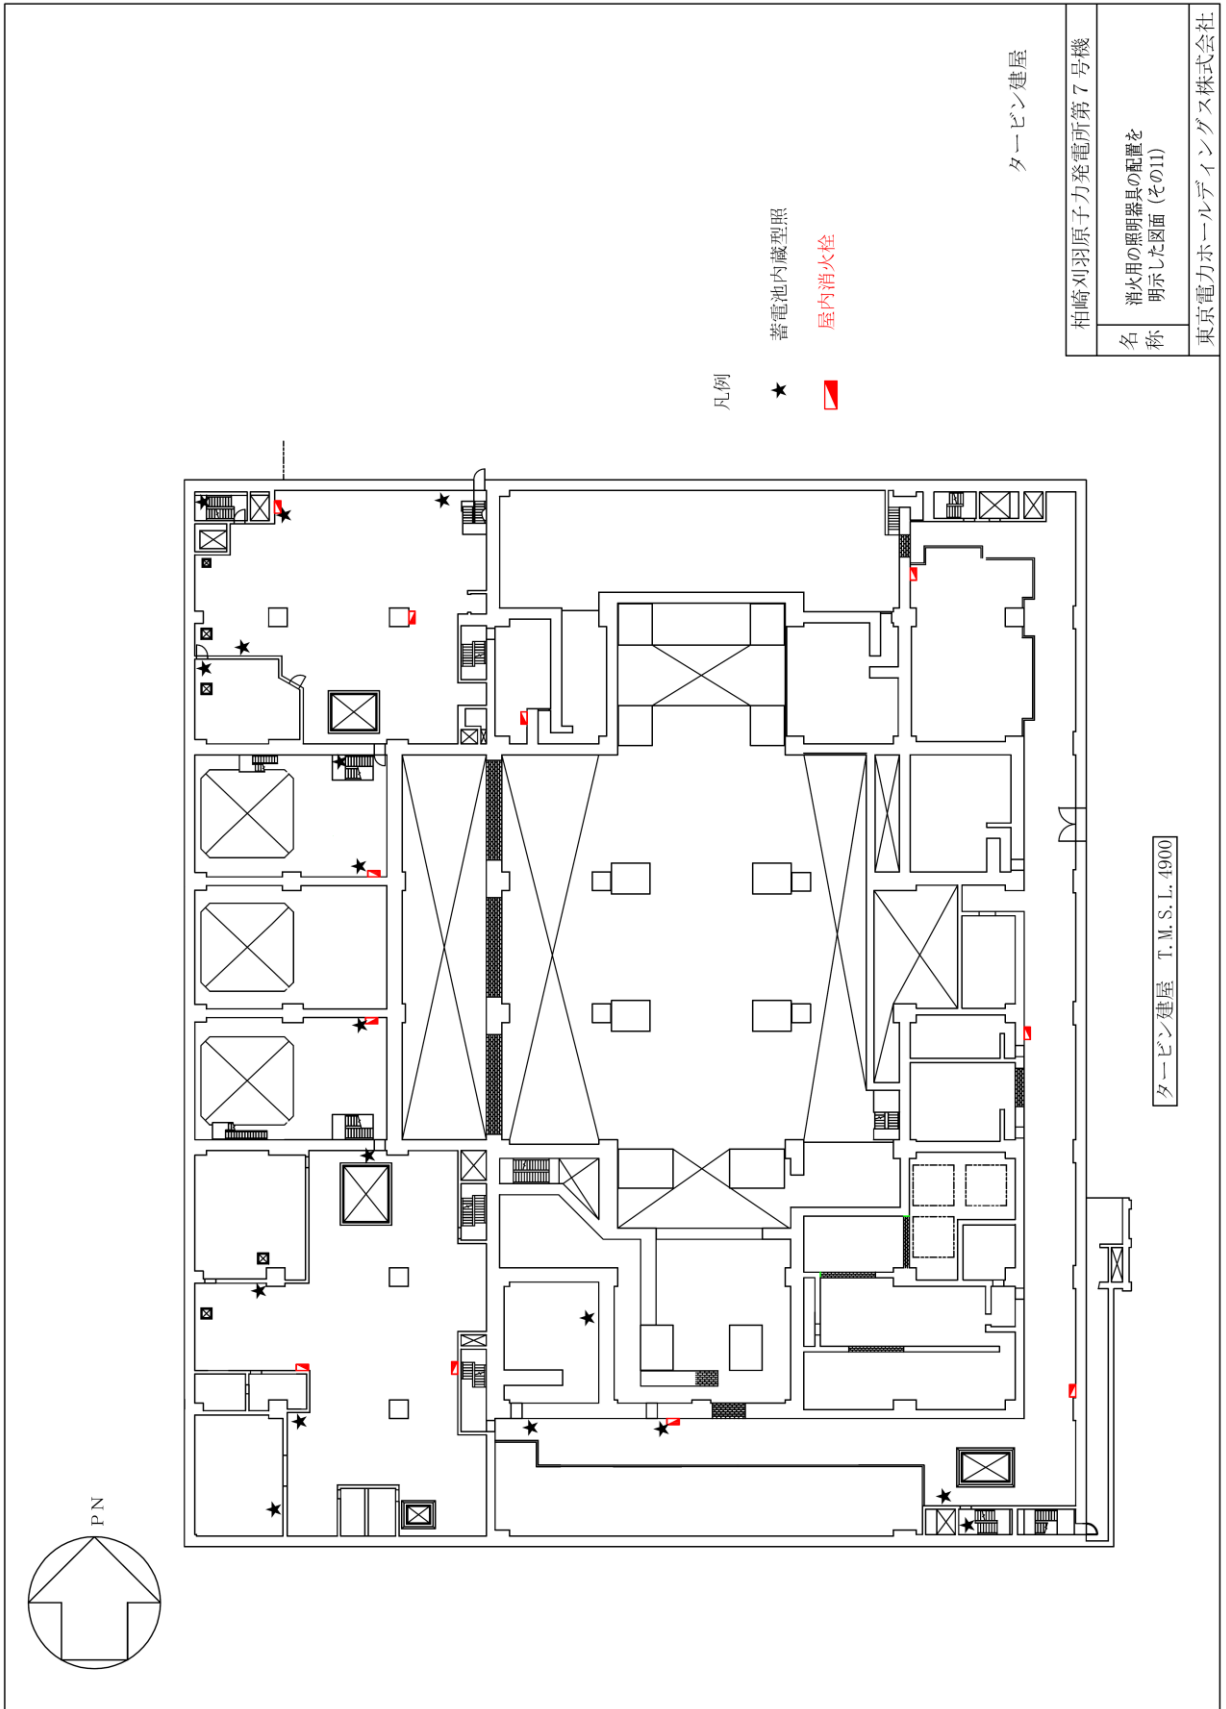 PN
凡例
★ 蓄電池内蔵型照
屋内消火栓
タービン建屋
タービン建屋 T.M.S.L.4900
柏崎刈羽原子力発電所第7号機
名称
消火用の照明器具の配置を
明示した図面 (その11)
東京電力ホールディングス株式会社